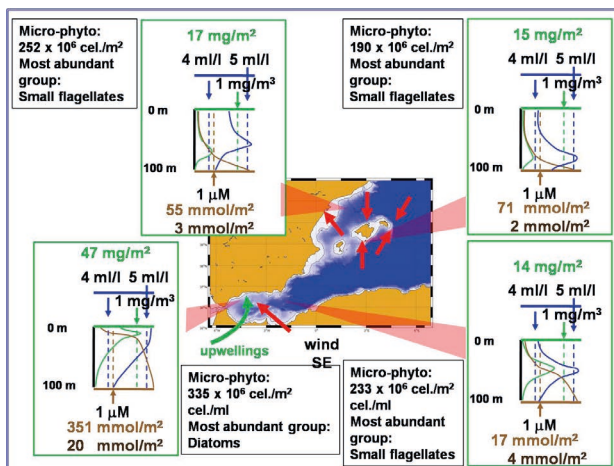 Micro-phyto:
252 x 10⁶ cel./m²
Most abundant
group:
Small flagellates
17 mg/m²
4 ml/l 5 ml/l
1 mg/m³
0 m
100 m
1 µM
55 mmol/m²
3 mmol/m²
Micro-phyto:
190 x 10⁶ cel./m²
Most abundant
group:
Small flagellates
15 mg/m²
4 ml/l 5 ml/l
1 mg/m³
0 m
100 m
1 µM
71 mmol/m²
2 mmol/m²
47 mg/m²
4 ml/l 5 ml/l
1 mg/m³
0 m
100 m
1 µM
351 mmol/m²
20 mmol/m²
upwellings
wind
SE
Micro-phyto:
335 x 10⁶ cel./m²
cel./ml
Most abundant group:
Diatoms
Micro-phyto:
233 x 10⁶ cel./m²
cel./ml
Most abundant
group:
Small flagellates
14 mg/m²
4 ml/l 5 ml/l
1 mg/m³
0 m
100 m
1 µM
17 mmol/m²
4 mmol/m²